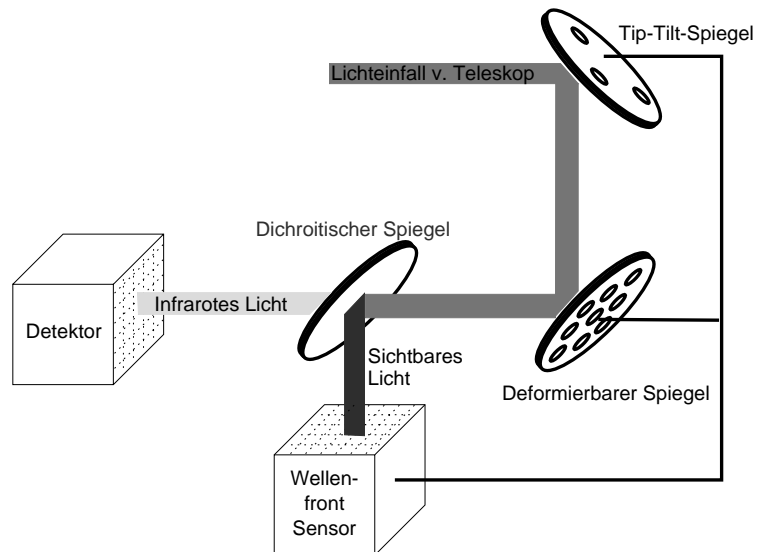 Tip-Tilt-Spiegel
Lichteinfall v. Teleskop
Dichroitischer Spiegel
Infrarotes Licht
Detektor
Sichtbares
Licht
Deformierbarer Spiegel
Wellen-
front
Sensor